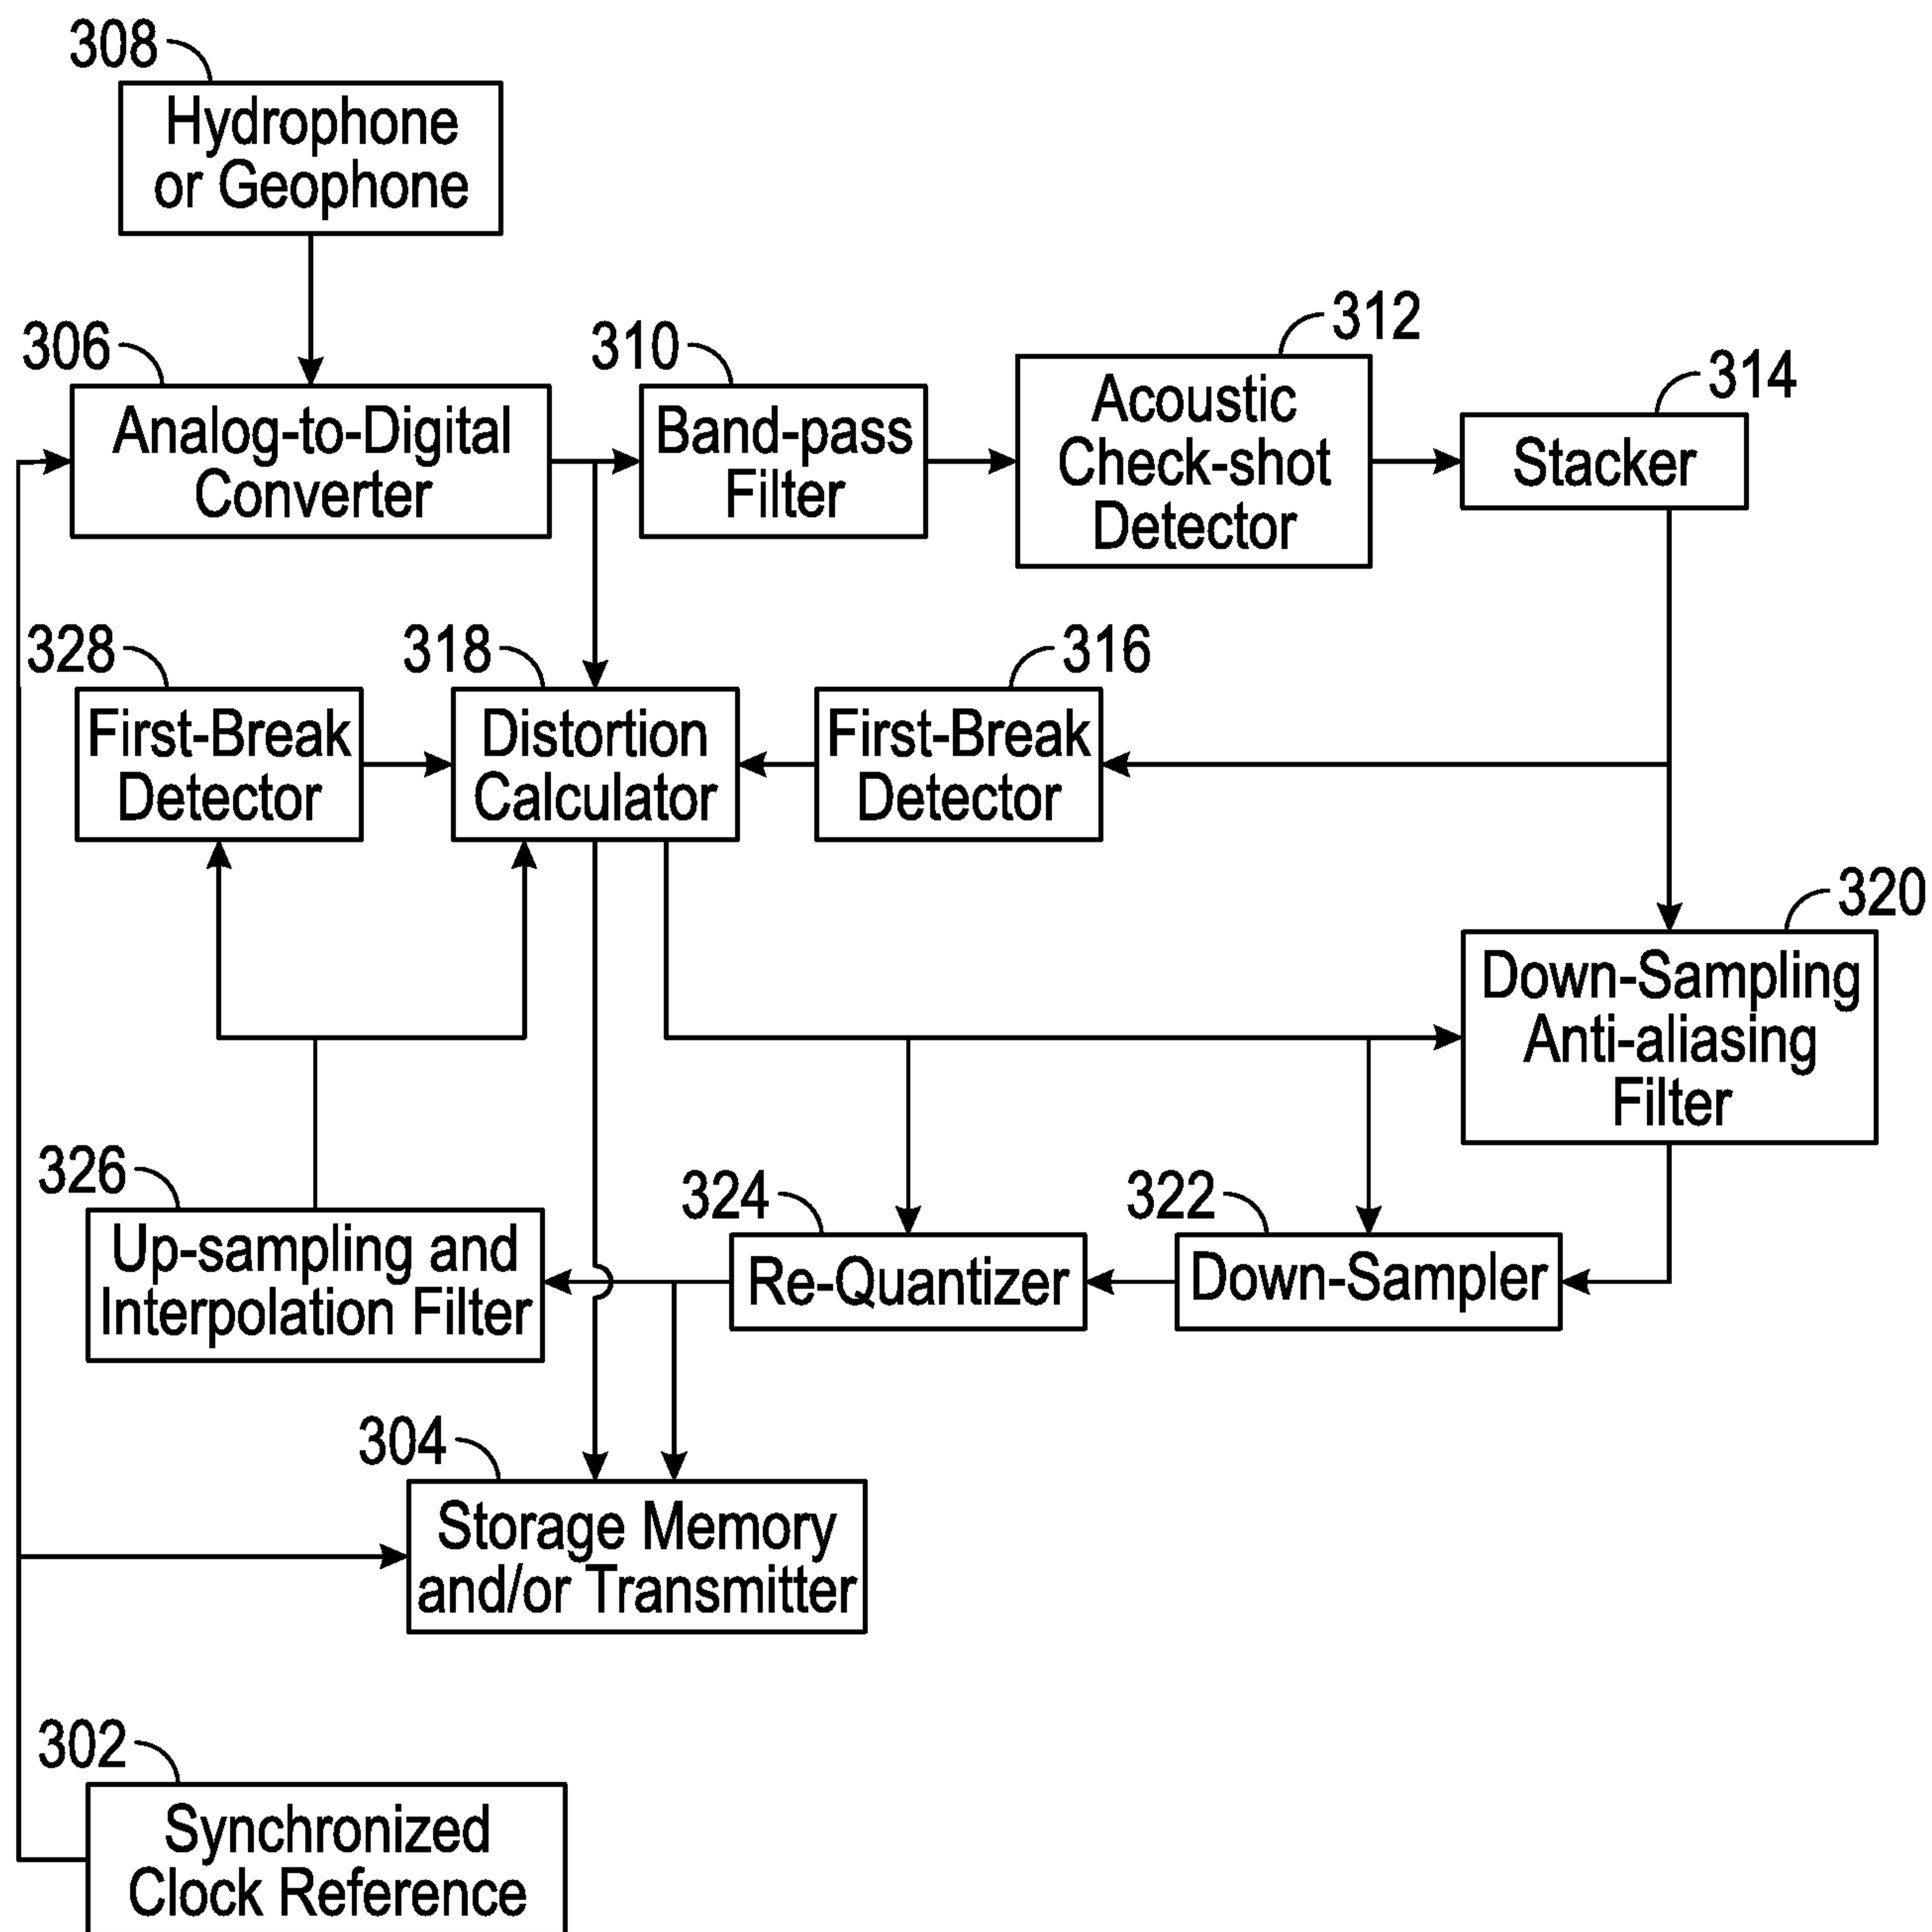 308
Hydrophone
or Geophone
306
Analog-to-Digital
Converter
310
Band-pass
Filter
312
Acoustic
Check-shot
Detector
314
Stacker
328
First-Break
Detector
318
Distortion
Calculator
316
First-Break
Detector
320
Down-Sampling
Anti-aliasing
Filter
326
Up-sampling and
Interpolation Filter
324
Re-Quantizer
322
Down-Sampler
304
Storage Memory
and/or Transmitter
302
Synchronized
Clock Reference